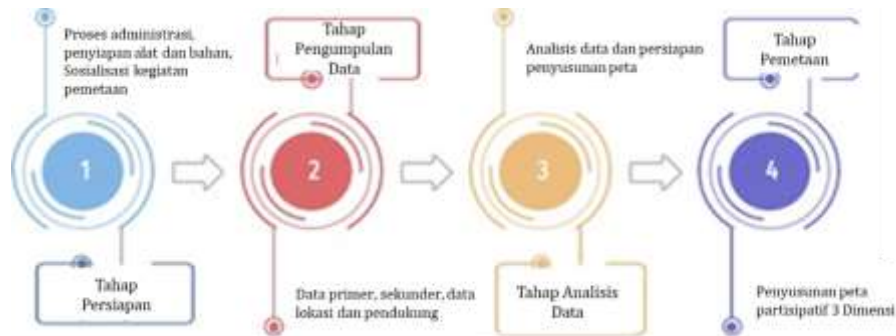 Proses administrasi,
penyiapan alat dan bahan,
Sosialisasi kegiatan
pemetaan
1
Tahap
Persiapan
Tahap
Pengumpulan
Data
2
Data primer, sekunder, data
lokasi dan pendukung
Analisis data dan persiapan
penyusunan peta
3
Tahap Analisis
Data
Tahap
Pemetaan
4
Penyusunan peta
partisipatif 3 Dimensi